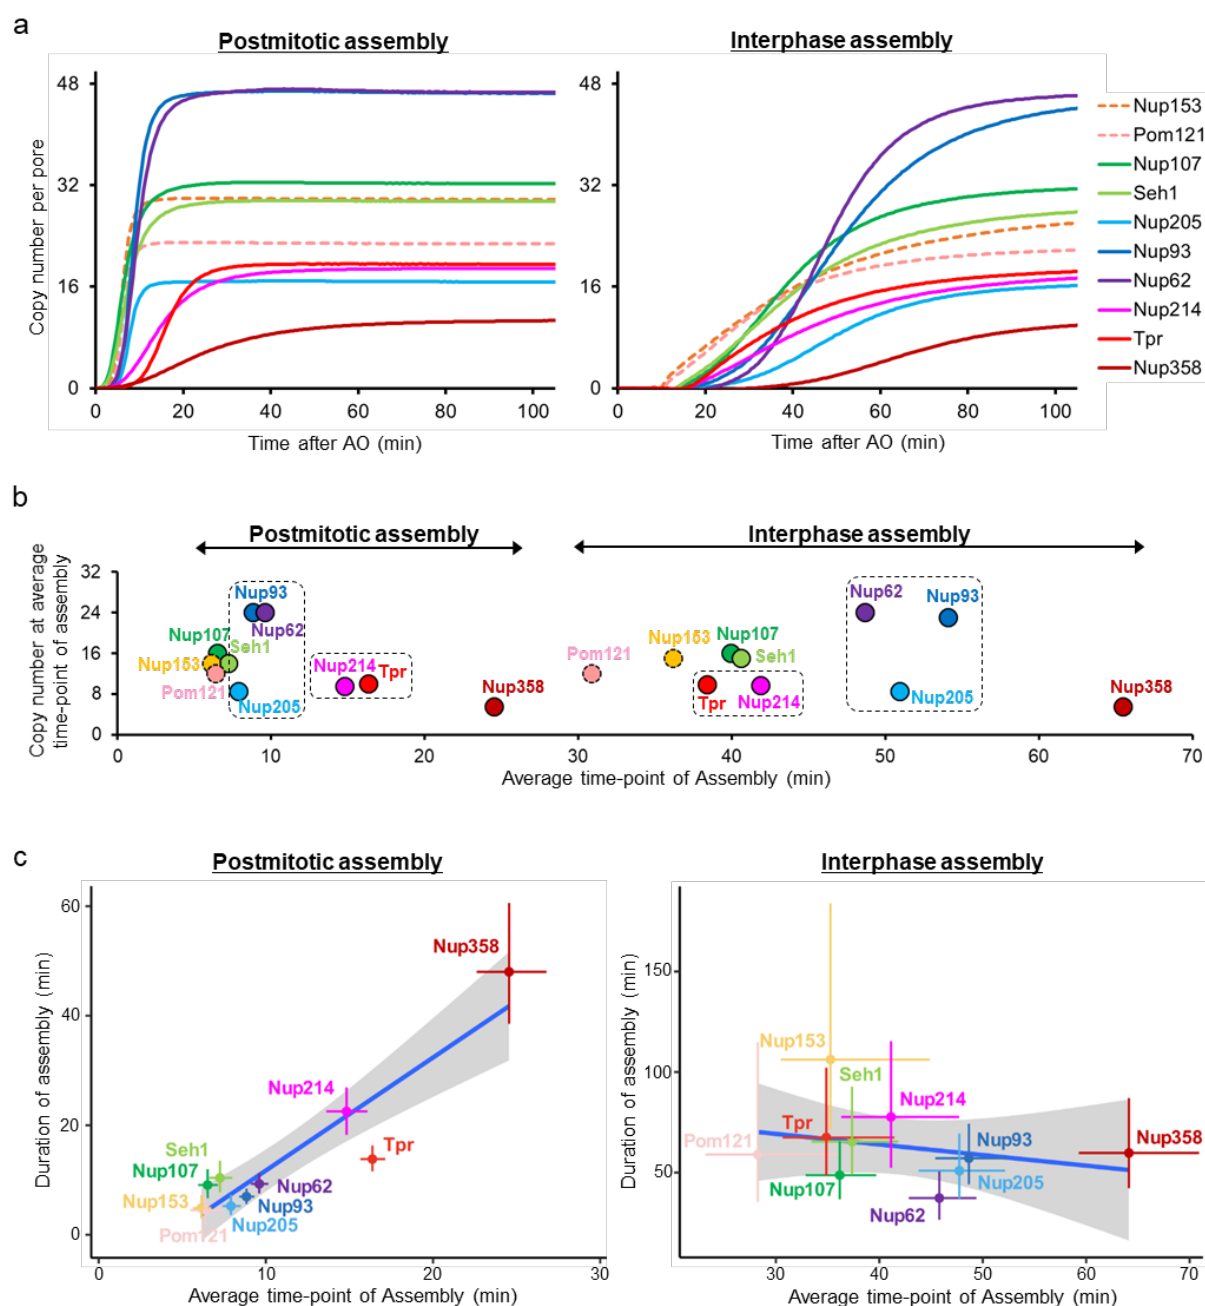 a
Postmitotic assembly
Interphase assembly
Copy number per pore
48
32
16
0
0
20
40
60
80
100
Time after AO (min)
48
32
16
0
0
20
40
60
80
100
Time after AO (min)
Nup153
Pom121
Nup107
Seh1
Nup205
Nup93
Nup62
Nup214
Tpr
Nup358
b
Postmitotic assembly
Interphase assembly
Copy number at average
time-point of assembly
32
24
16
8
0
Nup93
Nup62
Nup107
Seh1
Nup153
Pom121
Nup205
Nup214
Tpr
Nup358
Pom121
Nup153
Nup107
Seh1
Tpr
Nup214
Nup62
Nup93
Nup205
Nup358
0
10
20
30
40
50
60
70
Average time-point of Assembly (min)
c
Postmitotic assembly
Interphase assembly
Duration of assembly (min)
60
40
20
0
Nup358
Nup214
Tpr
Seh1
Nup107
Nup62
Nup153
Nup93
Nup205
Pom121
0
10
20
30
Average time-point of Assembly (min)
Duration of assembly (min)
150
100
50
Nup153
Seh1
Nup214
Tpr
Pom121
Nup93
Nup358
Nup107
Nup205
Nup62
30
40
50
60
70
Average time-point of Assembly (min)